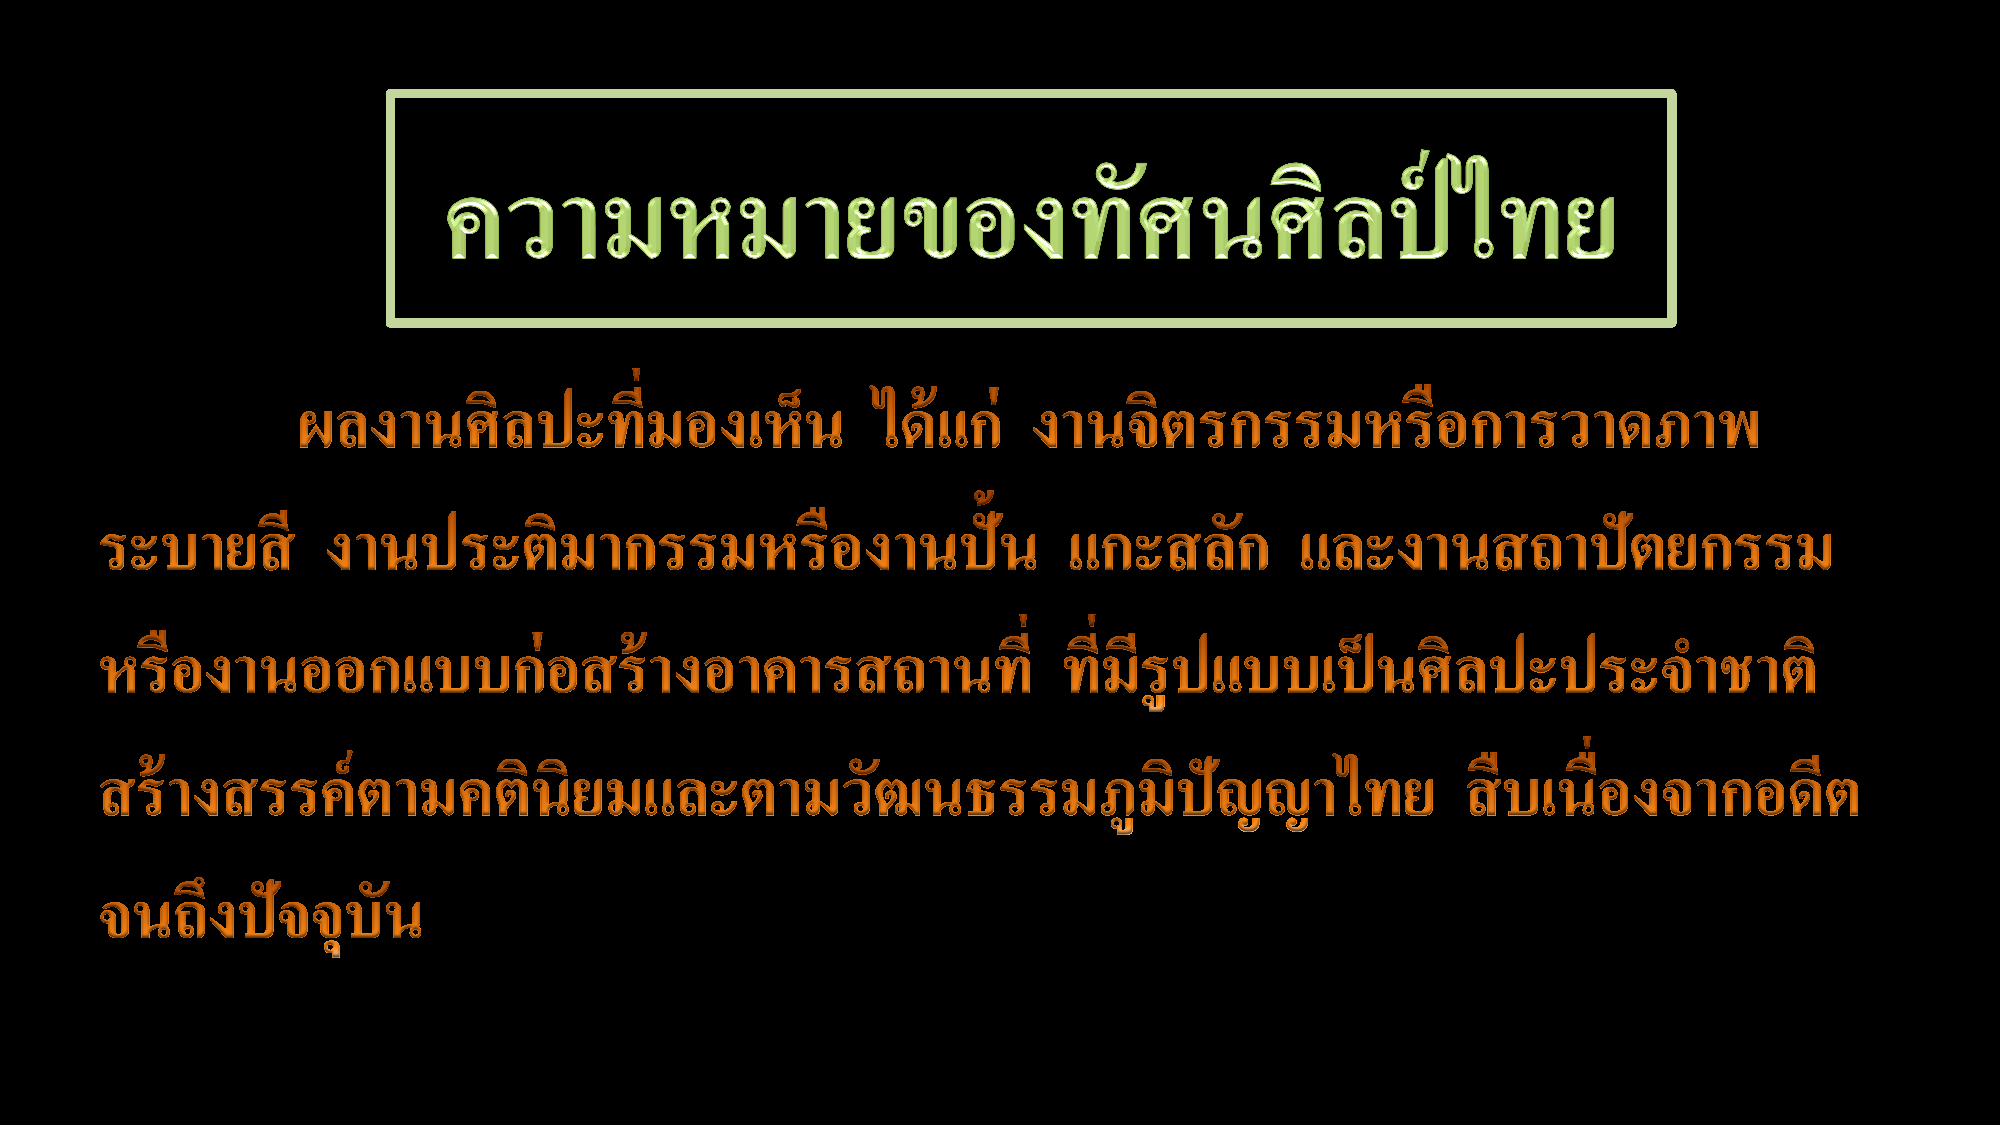 ความหมายของทัศนศิลป์ไทย
ผลงานศิลปะที่มองเห็น ได้แก่ งานจิตรกรรมหรือการวาดภาพ
ระบายสี งานประติมากรรมหรืองานปั้น แกะสลัก และงานสถาปัตยกรรม
หรืองานออกแบบก่อสร้างอาคารสถานที่ ที่มีรูปแบบเป็นศิลปะประจำชาติ
สร้างสรรค์ตามคตินิยมและตามวัฒนธรรมภูมิปัญญาไทย สืบเนื่องจากอดีต
จนถึงปัจจุบัน